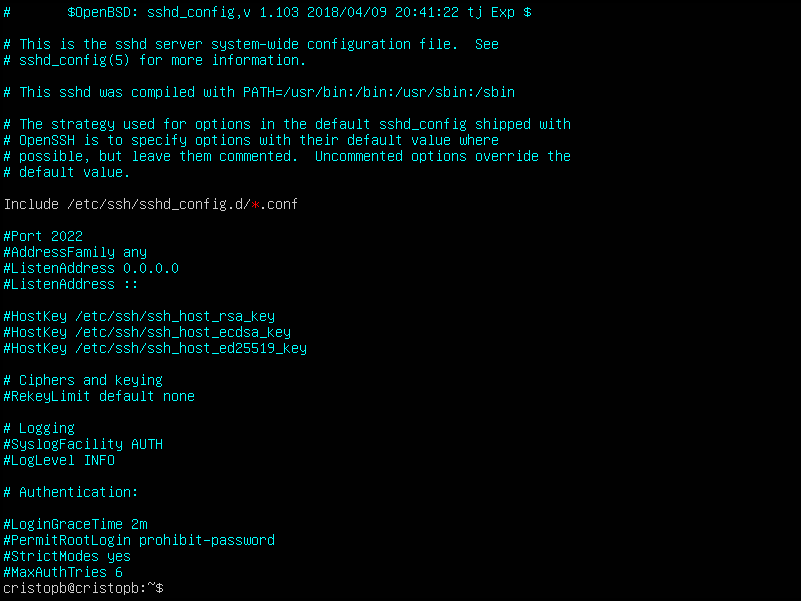 #       $OpenBSD: sshd_config,v 1.103 2018/04/09 20:41:22 tj Exp $

# This is the sshd server system-wide configuration file.  See
# sshd_config(5) for more information.

# This sshd was compiled with PATH=/usr/bin:/bin:/usr/sbin:/sbin

# The strategy used for options in the default sshd_config shipped with
# OpenSSH is to specify options with their default value where
# possible, but leave them commented.  Uncommented options override the
# default value.

Include /etc/ssh/sshd_config.d/*.conf

#Port 2022
#AddressFamily any
#ListenAddress 0.0.0.0
#ListenAddress ::

#HostKey /etc/ssh/ssh_host_rsa_key
#HostKey /etc/ssh/ssh_host_ecdsa_key
#HostKey /etc/ssh/ssh_host_ed25519_key

# Ciphers and keying
#RekeyLimit default none

# Logging
#SyslogFacility AUTH
#LogLevel INFO

# Authentication:

#LoginGraceTime 2m
#PermitRootLogin prohibit-password
#StrictModes yes
#MaxAuthTries 6
cristopb@cristopb:~$